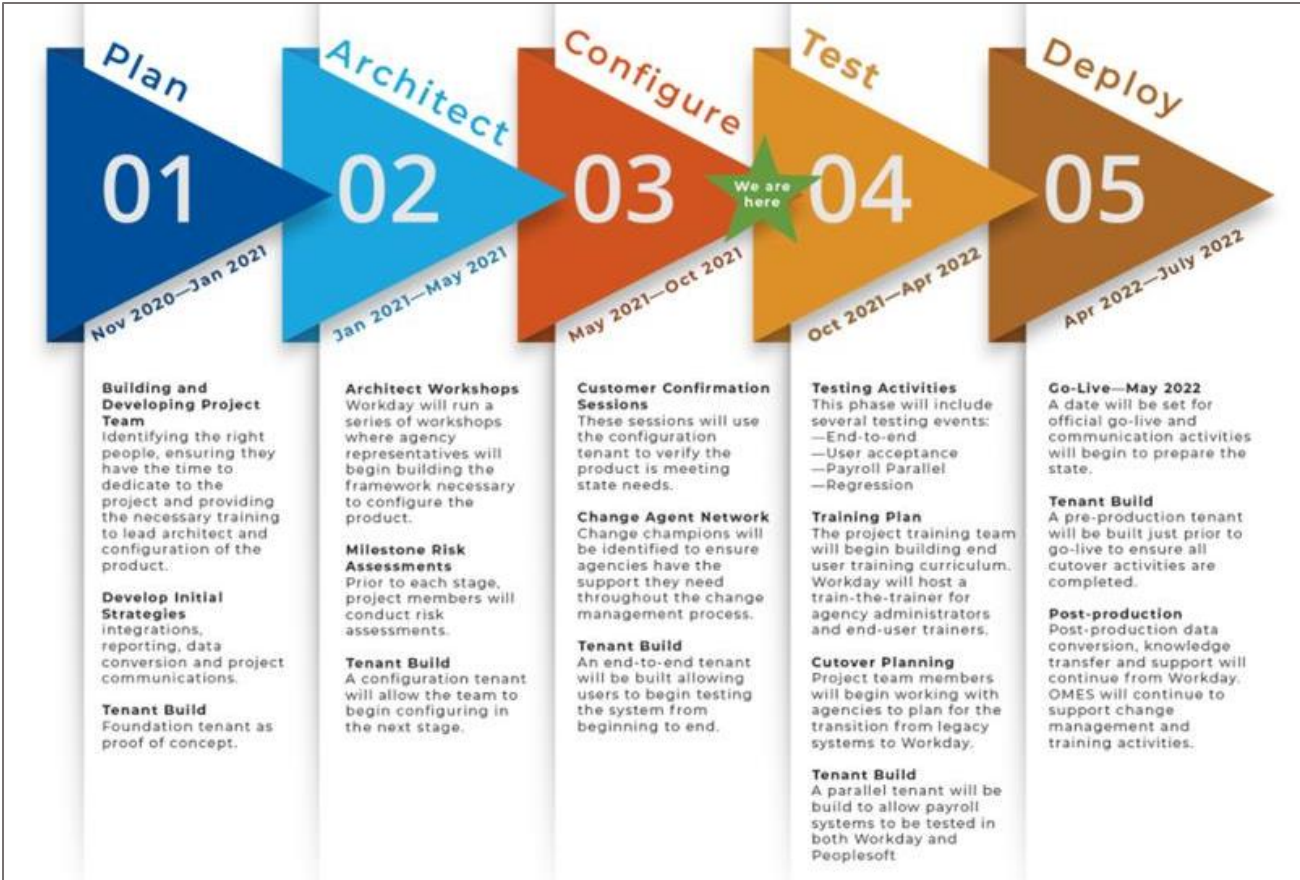 Plan
01
Nov 2020—Jan 2021
Building and
Developing Project
Team
Identifying the right
people, ensuring they
have the time to
dedicate to the
project and providing
the necessary training
to lead architect and
configuration of the
product.
Develop Initial
Strategies
integrations,
reporting, data
conversion and project
communications.
Tenant Build
Foundation tenant as
proof of concept.
Architect
02
Jan 2021—May 2021
Architect Workshops
Workday will run a
series of workshops
where agency
representatives will
begin building the
framework necessary
to configure the
product.
Milestone Risk
Assessments
Prior to each stage,
project members will
conduct risk
assessments.
Tenant Build
A configuration tenant
will allow the team to
begin configuring in
the next stage.
Configure
03
May 2021—Oct 2021
Customer Confirmation
Sessions
These sessions will use
the configuration
tenant to verify the
product is meeting
state needs.
Change Agent Network
Change champions will
be identified to ensure
agencies have the
support they need
throughout the change
management process.
Tenant Build
An end-to-end tenant
will be built allowing
users to begin testing
the system from
beginning to end.
We are
here
Test
04
Oct 2021—Apr 2022
Testing Activities
This phase will include
several testing events:
—End-to-end
—User acceptance
—Payroll Parallel
—Regression
Training Plan
The project training team
will begin building end
user training curriculum.
Workday will host a
train-the-trainer for
agency administrators
and end-user trainers.
Cutover Planning
Project team members
will begin working with
agencies to plan for the
transition from legacy
systems to Workday.
Tenant Build
A parallel tenant will be
build to allow payroll
systems to be tested in
both Workday and
Peoplesoft
Deploy
05
Apr 2022—July 2022
Go-Live—May 2022
A date will be set for
official go-live and
communication activities
will begin to prepare the
state.
Tenant Build
A pre-production tenant
will be built just prior to
go-live to ensure all
cutover activities are
completed.
Post-production
Post-production data
conversion, knowledge
transfer and support will
continue from Workday.
OMES will continue to
support change
management and
training activities.